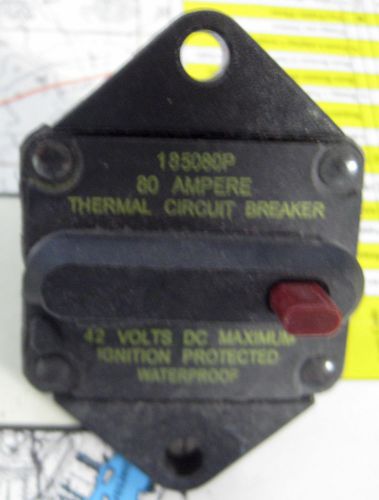 185080P
80 AMPERE
THERMAL CIRCUIT BREAKER
42 VOLTS DC MAXIMUM
IGNITION PROTECTED
WATERPROOF